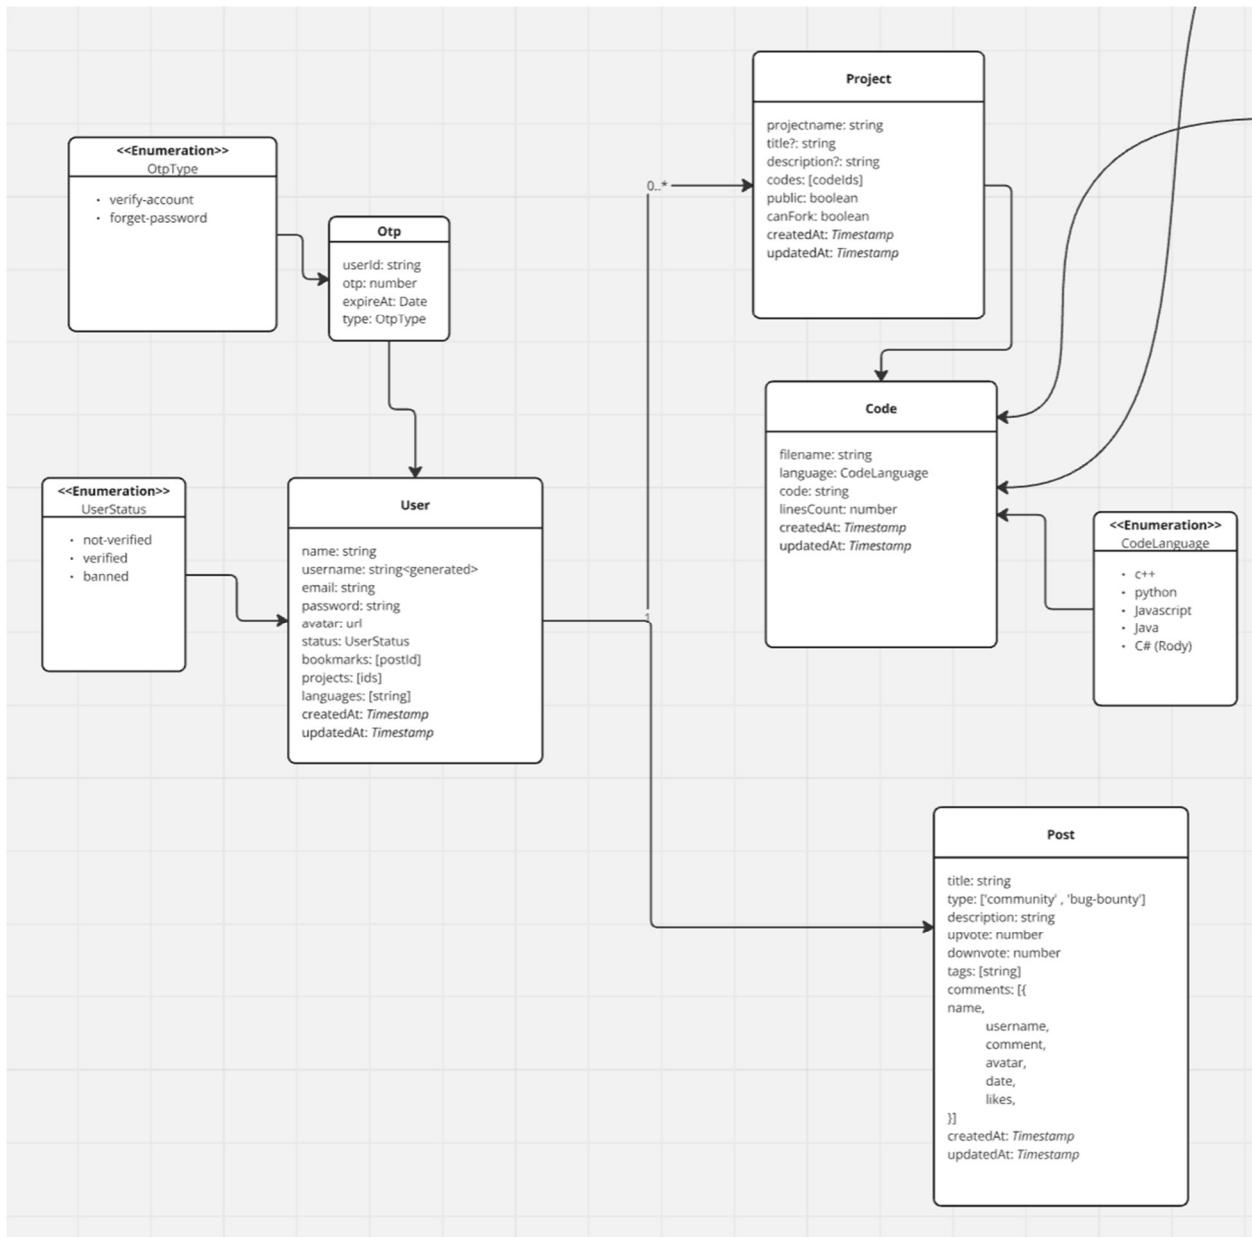 Project
projectname: string
title?: string
description?: string
codes: [codeIds]
public: boolean
canFork: boolean
createdAt: Timestamp
updatedAt: Timestamp
<<Enumeration>>
OtpType
• verify-account
• forget-password
0..*
Otp
userId: string
otp: number
expireAt: Date
type: OtpType
Code
filename: string
language: CodeLanguage
code: string
linesCount: number
createdAt: Timestamp
updatedAt: Timestamp
<<Enumeration>>
UserStatus
• not-verified
• verified
• banned
User
name: string
username: string<generated>
email: string
password: string
avatar: url
status: UserStatus
bookmarks: [postId]
projects: [ids]
languages: [string]
createdAt: Timestamp
updatedAt: Timestamp
1
<<Enumeration>>
CodeLanguage
• c++
• python
• Javascript
• Java
• C# (Rody)
Post
title: string
type: ['community' , 'bug-bounty']
description: string
upvote: number
downvote: number
tags: [string]
comments: [{
name,
username,
comment,
avatar,
date,
likes,
}]
createdAt: Timestamp
updatedAt: Timestamp